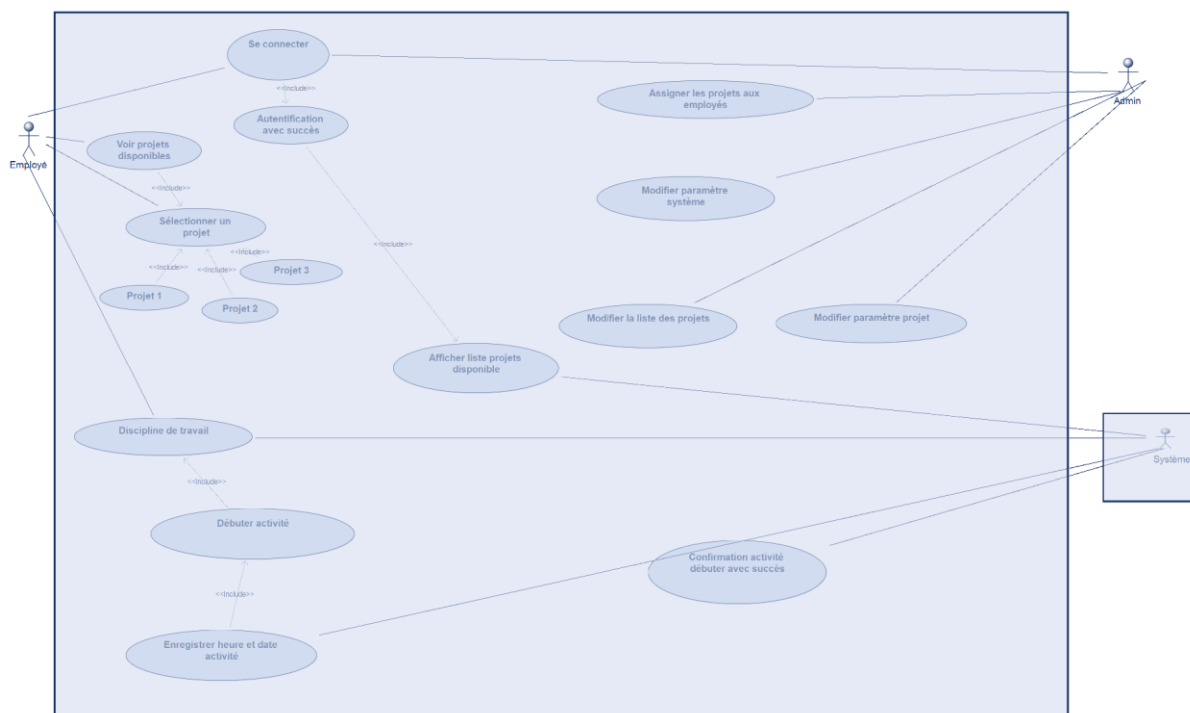 Se connecter
<<Include>>
Assigner les projets aux
employés
Admin
Autentification
avec succès
Employé
Voir projets
disponibles
<<Include>>
Modifier paramètre
système
Sélectionner un
projet
<<Include>>
<<Include>>
<<Include>>
<<Include>>
Projet 3
Projet 1
Projet 2
Modifier la liste des projets
Modifier paramètre projet
Afficher liste projets
disponible
Discipline de travail
Système
<<Include>>
Débuter activité
Confirmation activité
débuter avec succès
<<Include>>
Enregistrer heure et date
activité